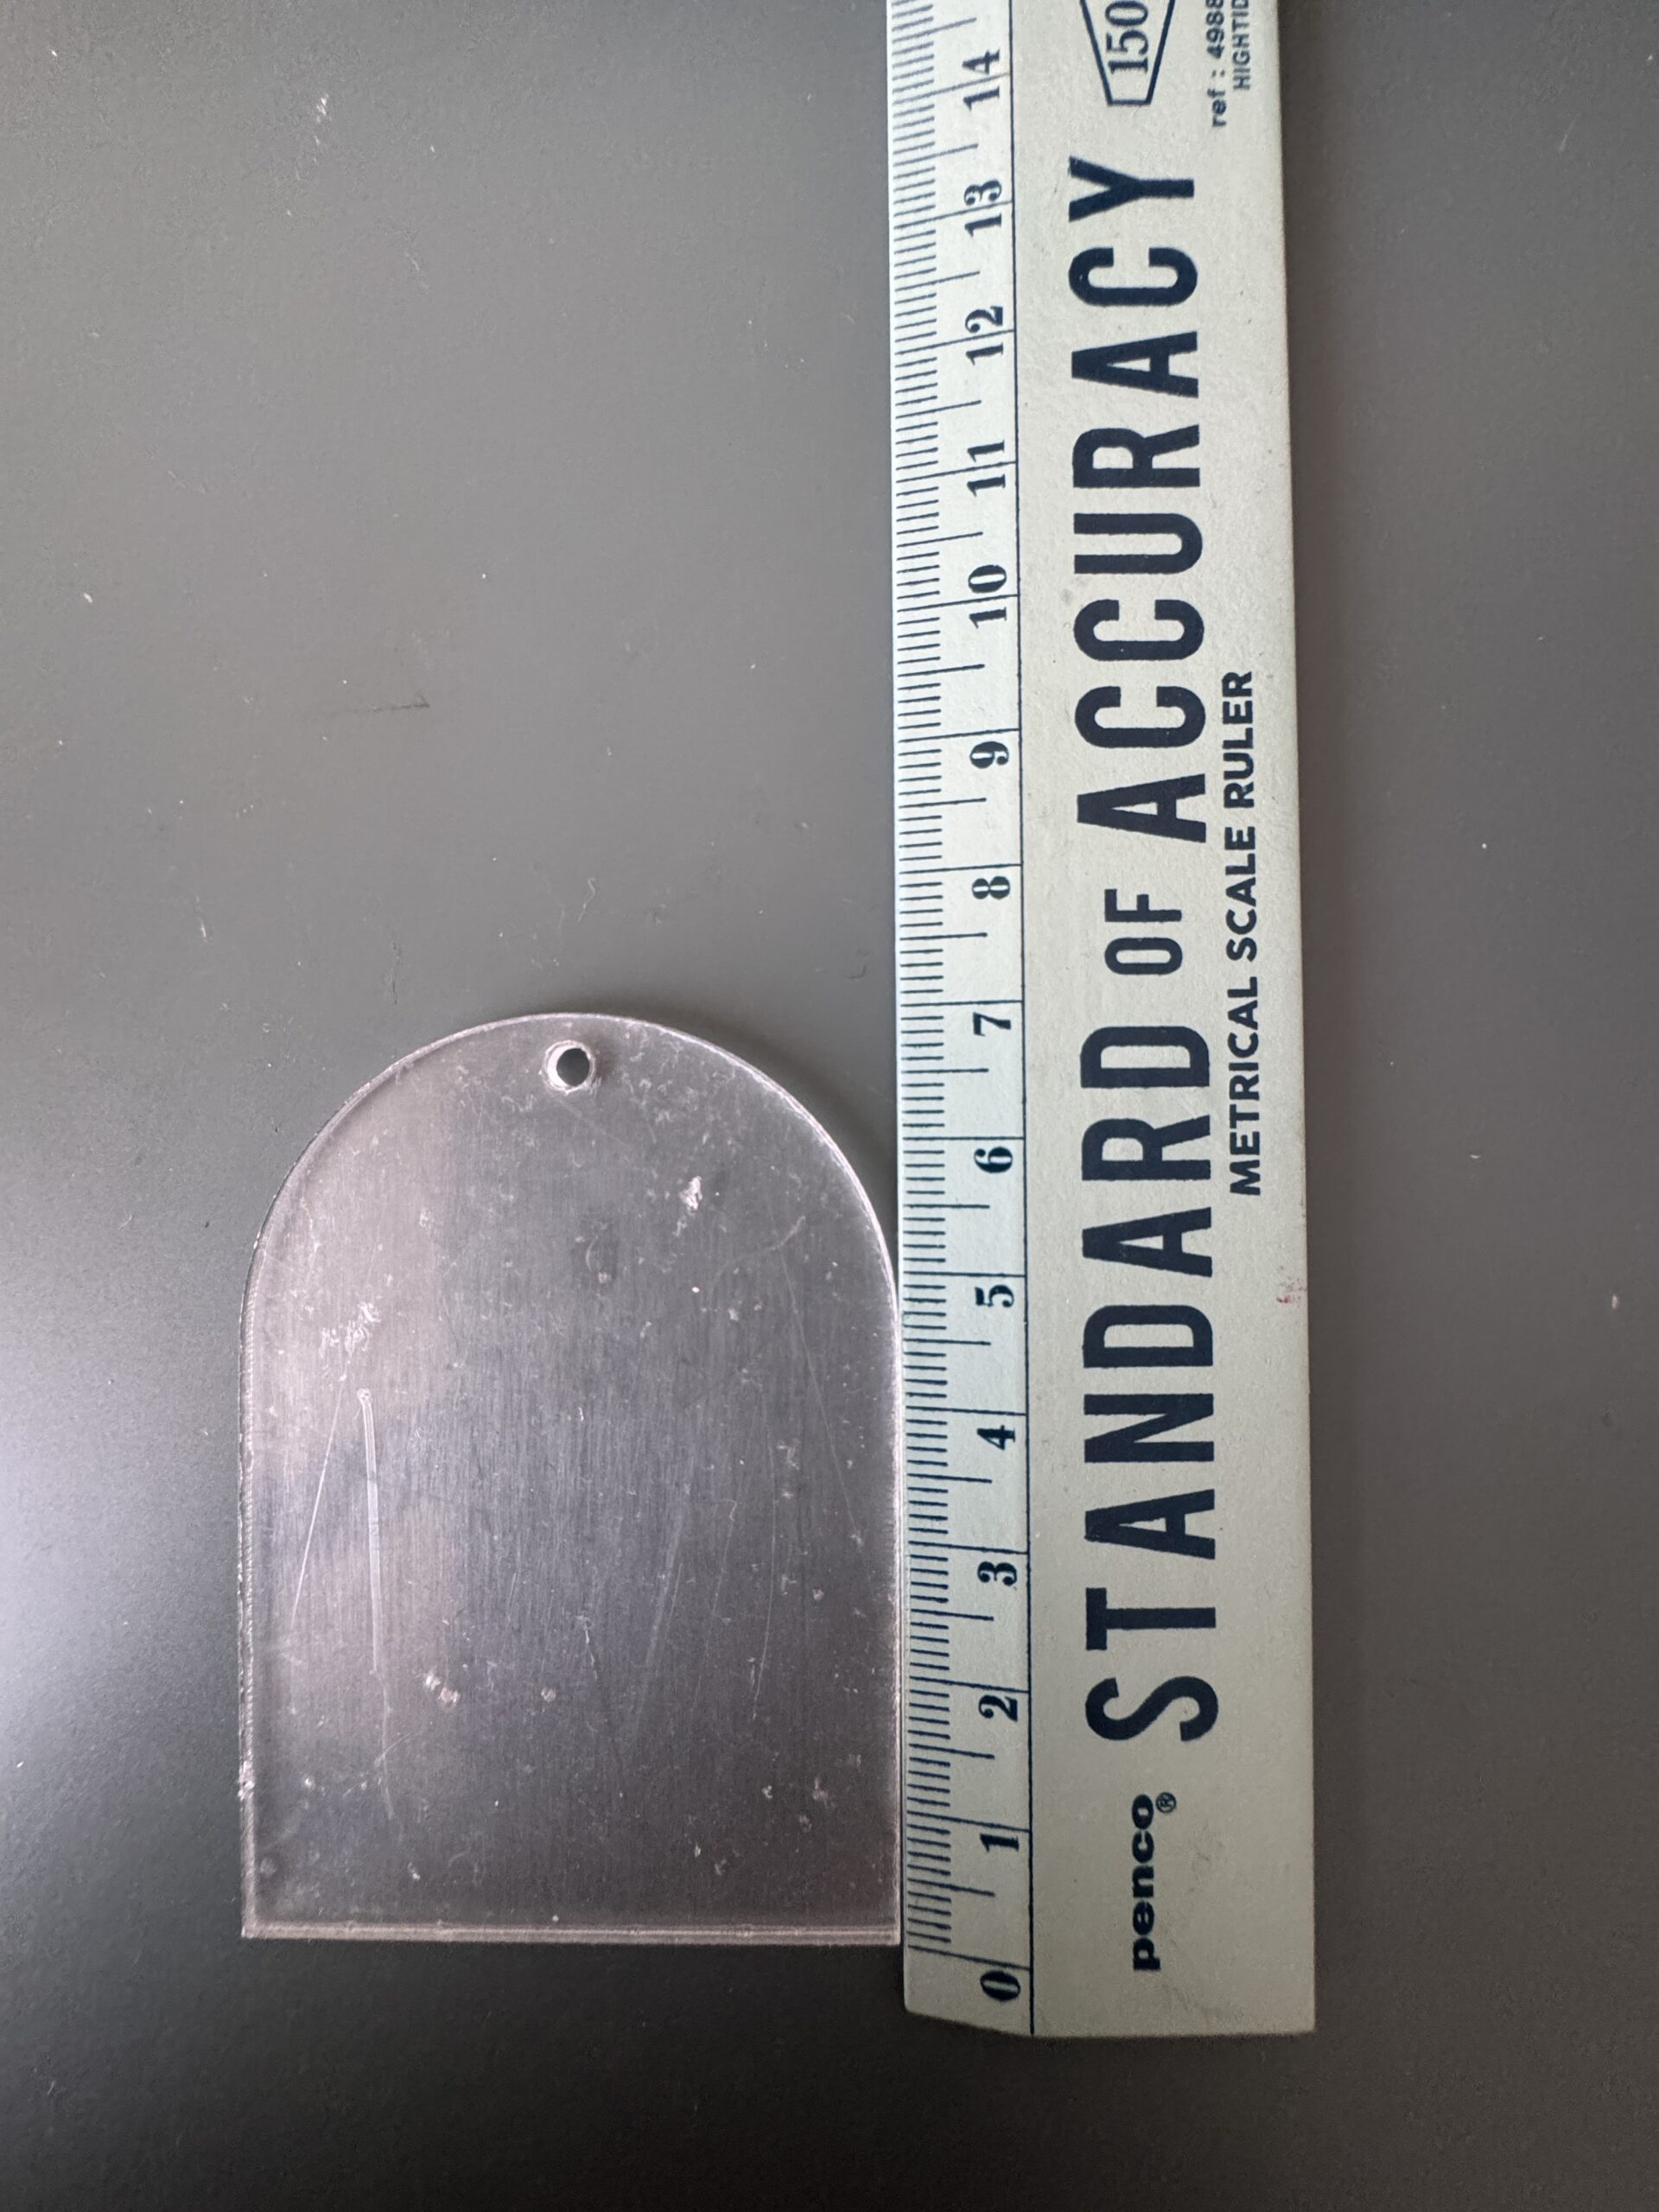 penco®
STANDARD OF ACCURACY
METRICAL SCALE RULER
0 1 2 3 4 5 6 7 8 9 10 11 12 13 14
150
ref : 4988
HIGHTID